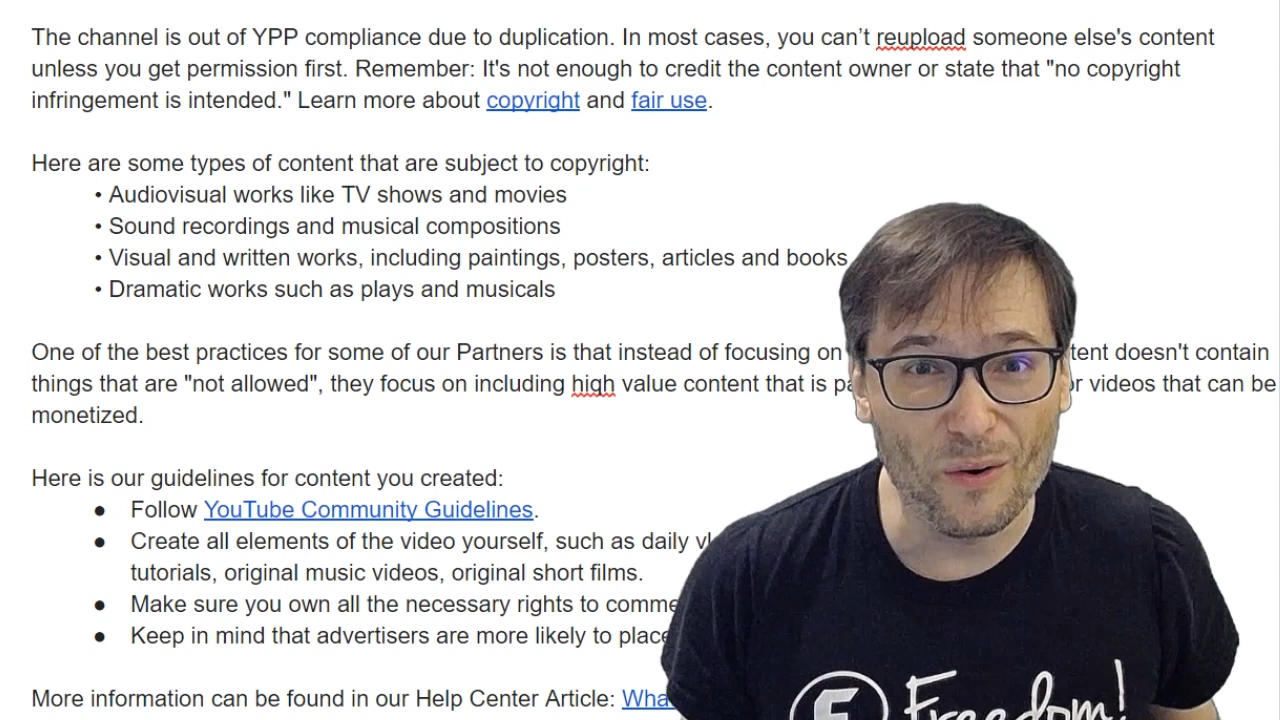 The channel is out of YPP compliance due to duplication. In most cases, you can’t reupload someone else's content
unless you get permission first. Remember: It's not enough to credit the content owner or state that "no copyright
infringement is intended." Learn more about copyright and fair use.
Here are some types of content that are subject to copyright:
• Audiovisual works like TV shows and movies
• Sound recordings and musical compositions
• Visual and written works, including paintings, posters, articles and books
• Dramatic works such as plays and musicals
One of the best practices for some of our Partners is that instead of focusing on tent doesn't contain
things that are "not allowed", they focus on including high value content that is pa or videos that can be
monetized.
Here is our guidelines for content you created:
● Follow YouTube Community Guidelines.
● Create all elements of the video yourself, such as daily vl
tutorials, original music videos, original short films.
● Make sure you own all the necessary rights to comme
● Keep in mind that advertisers are more likely to place
More information can be found in our Help Center Article: Wha
Freedom!